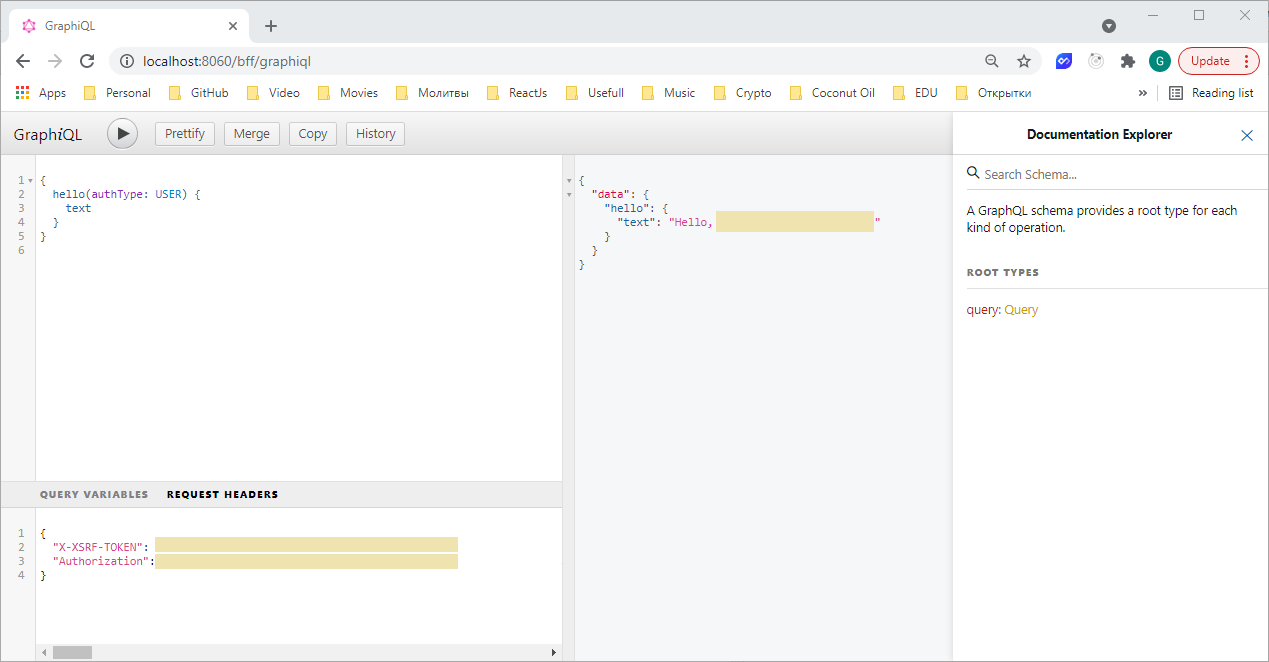 GraphiQL
localhost:8060/bff/graphiql
G
Update
Apps Personal GitHub Video Movies Молитвы ReactJs Usefull Music Crypto Coconut Oil EDU Открытки » Reading list
GraphiQL Prettify Merge Copy History
1 {
2 hello(authType: USER) {
3 text
4 }
5 }
6
QUERY VARIABLES REQUEST HEADERS
1 {
2 "X-XSRF-TOKEN":
3 "Authorization":
4 }
{
"data": {
"hello": {
"text": "Hello, "
}
}
}
Documentation Explorer
Search Schema...
A GraphQL schema provides a root type for each
kind of operation.
ROOT TYPES
query: Query